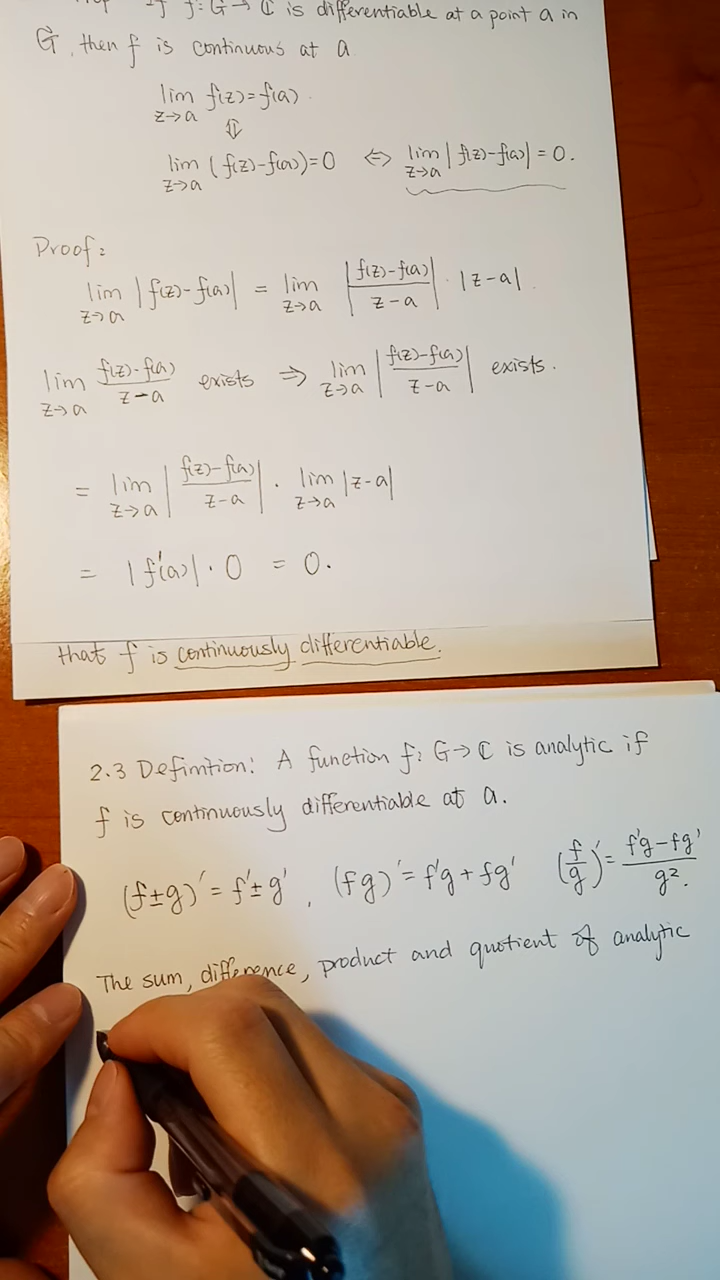 If f: G → ℂ is differentiable at a point a in
G, then f is continuous at a
lim z→a f(z) = f(a).
⇕
lim z→a (f(z)-f(a)) = 0 ⇔ lim z→a |f(z)-f(a)| = 0.
Proof:
lim z→a |f(z)-f(a)| = lim z→a |(f(z)-f(a))/(z-a)| · |z-a|.
lim z→a (f(z)-f(a))/(z-a) exists ⇒ lim z→a |(f(z)-f(a))/(z-a)| exists.
= lim z→a |(f(z)-f(a))/(z-a)| · lim z→a |z-a|
= |f'(a)| · 0 = 0.
that f is continuously differentiable.
2.3 Defintion: A function f: G → ℂ is analytic if
f is continuously differentiable at a.
(f±g)' = f'±g', (fg)' = f'g + fg' (f/g)' = (f'g-fg')/g².
The sum, difference, product and quotient of analytic